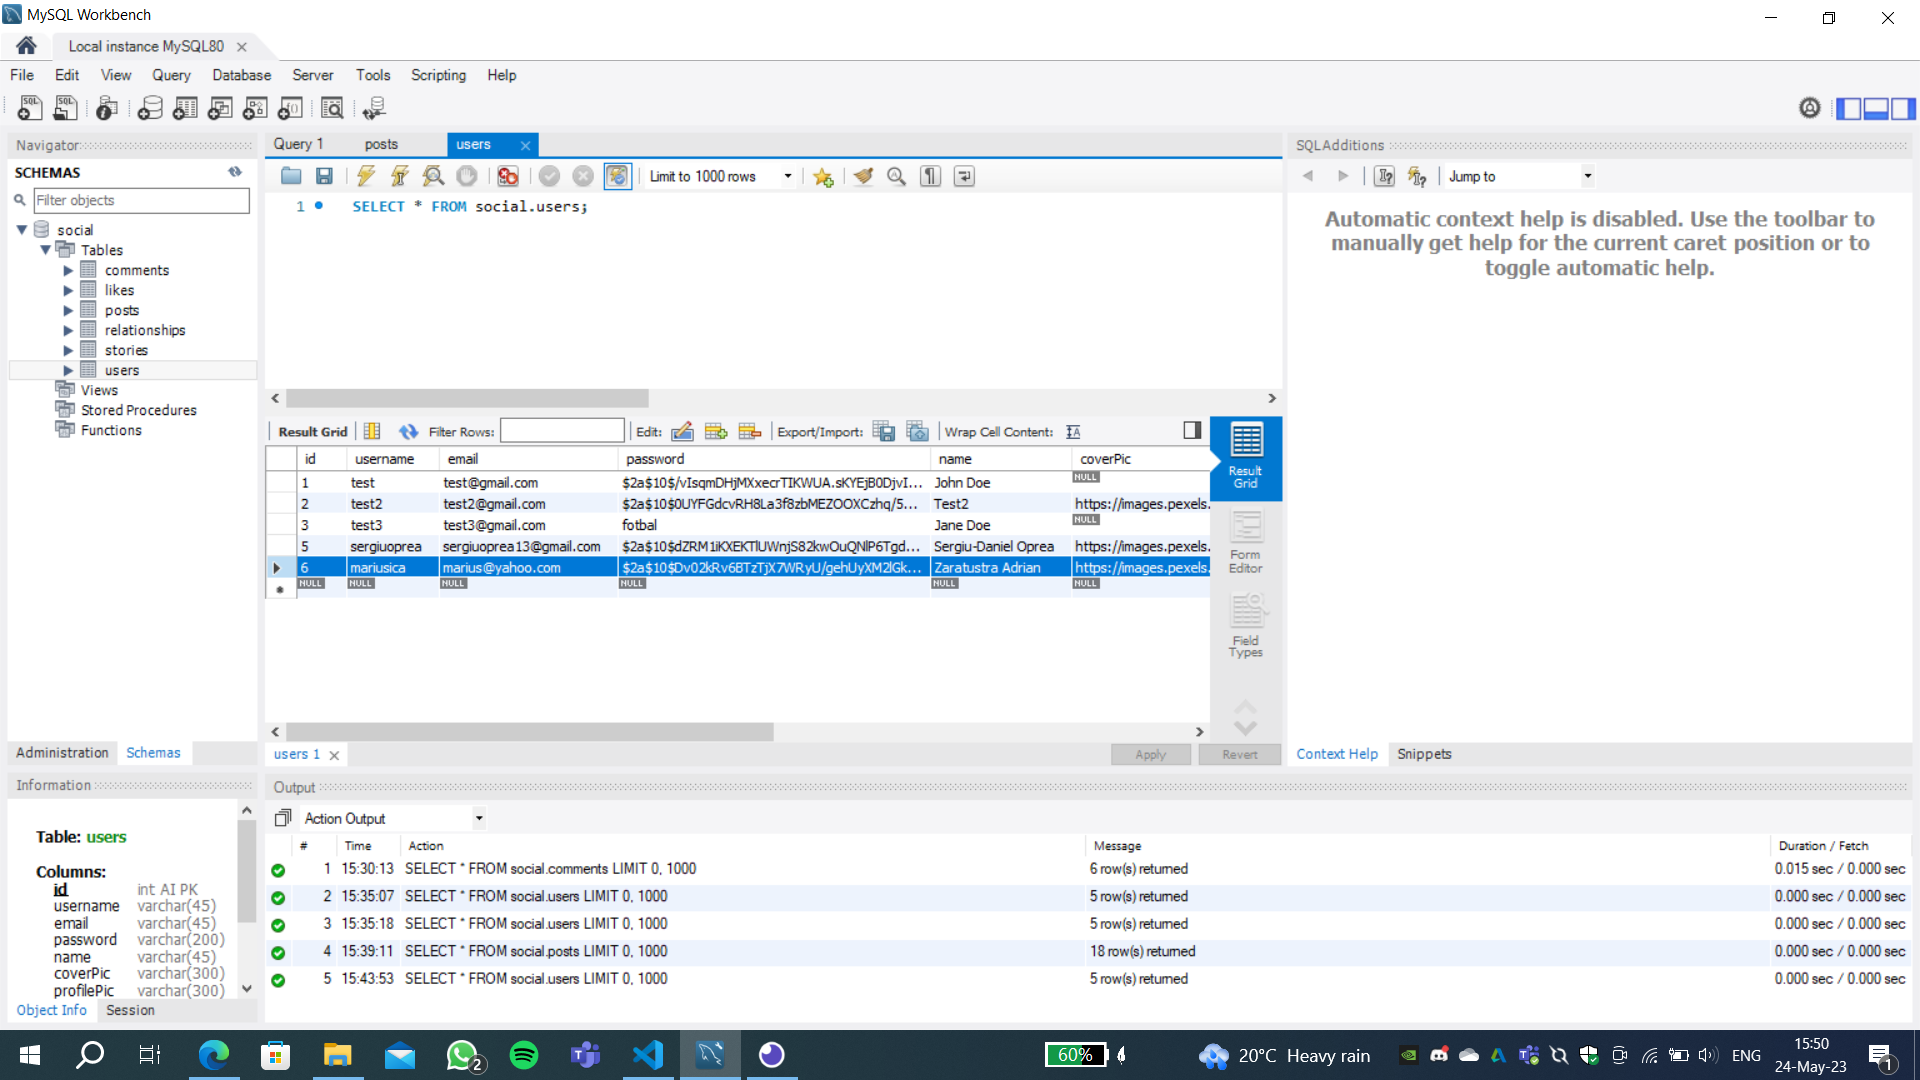 MySQL Workbench
Local instance MySQL80
File Edit View Query Database Server Tools Scripting Help
Navigator
SCHEMAS
Filter objects
social
Tables
comments
likes
posts
relationships
stories
users
Views
Stored Procedures
Functions
Administration Schemas
Information
Table: users
Columns:
id int AI PK
username varchar(45)
email varchar(45)
password varchar(200)
name varchar(45)
coverPic varchar(300)
profilePic varchar(300)
Object Info Session
Query 1 posts users
Limit to 1000 rows
1 SELECT * FROM social.users;
Result Grid Filter Rows: Edit: Export/Import: Wrap Cell Content:
id username email password name coverPic
1 test test@gmail.com $2a$10$/vIsqmDHjMXxecrTIKWUA.sKYEjB0DjvI... John Doe NULL
2 test2 test2@gmail.com $2a$10$0UYFGdcvRH8La3f8zbMEZOOXCzhq/5... Test2 https://images.pexels.
3 test3 test3@gmail.com fotbal Jane Doe NULL
5 sergiuoprea sergiuoprea13@gmail.com $2a$10$dZRM1iKXEKTlUWnjS82kwOuQNlP6Tgd... Sergiu-Daniel Oprea https://images.pexels.
6 mariusica marius@yahoo.com $2a$10$Dv02kRv6BTzTjX7WRyU/gehUyXM2lGk... Zaratustra Adrian https://images.pexels.
NULL NULL NULL NULL NULL NULL
Result Grid
Form Editor
Field Types
users 1 Apply Revert
SQLAdditions
Jump to
Automatic context help is disabled. Use the toolbar to
manually get help for the current caret position or to
toggle automatic help.
Context Help Snippets
Output
Action Output
# Time Action Message Duration / Fetch
1 15:30:13 SELECT * FROM social.comments LIMIT 0, 1000 6 row(s) returned 0.015 sec / 0.000 sec
2 15:35:07 SELECT * FROM social.users LIMIT 0, 1000 5 row(s) returned 0.000 sec / 0.000 sec
3 15:35:18 SELECT * FROM social.users LIMIT 0, 1000 5 row(s) returned 0.000 sec / 0.000 sec
4 15:39:11 SELECT * FROM social.posts LIMIT 0, 1000 18 row(s) returned 0.000 sec / 0.000 sec
5 15:43:53 SELECT * FROM social.users LIMIT 0, 1000 5 row(s) returned 0.000 sec / 0.000 sec
2
60%
20°C Heavy rain
ENG
15:50
24-May-23
1